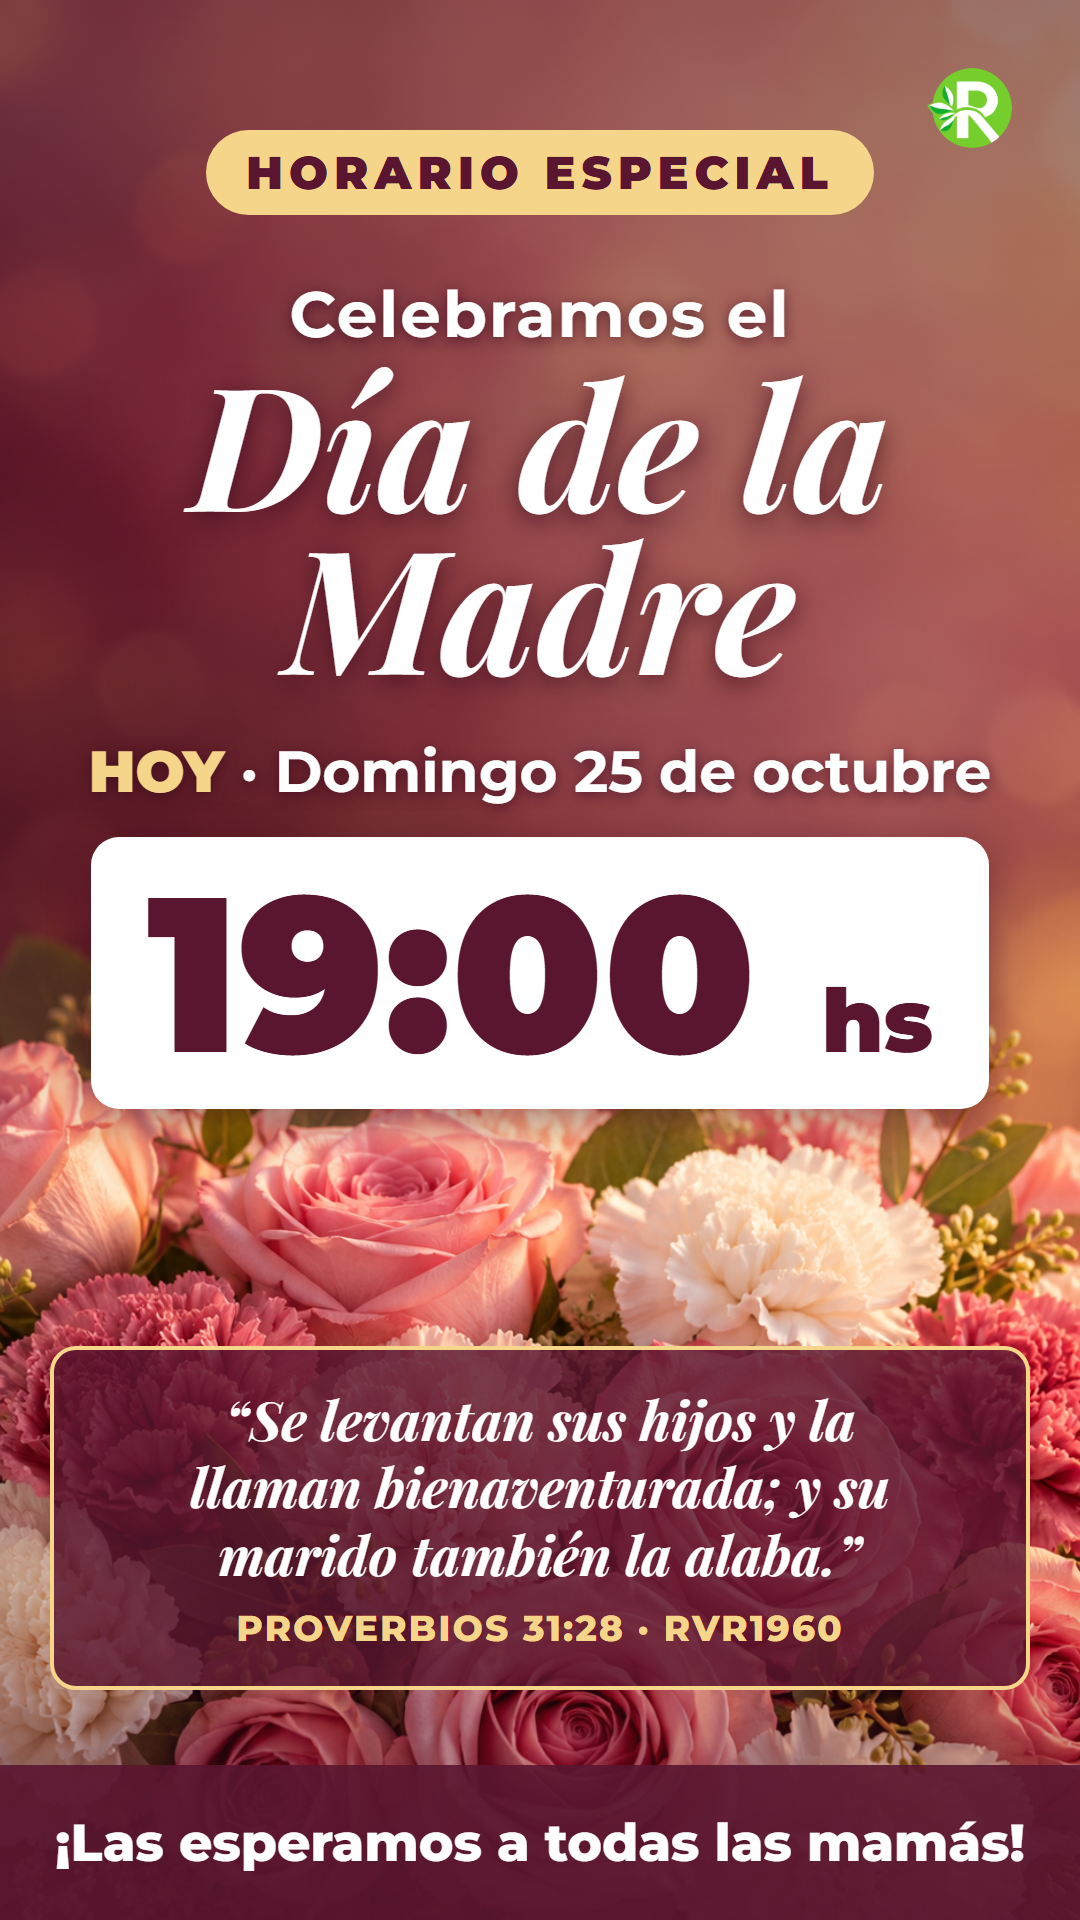 R
HORARIO ESPECIAL
Celebramos el
Día de la
Madre
HOY · Domingo 25 de octubre
19:00 hs
“Se levantan sus hijos y la
llaman bienaventurada; y su
marido también la alaba.”
PROVERBIOS 31:28 · RVR1960
¡Las esperamos a todas las mamás!